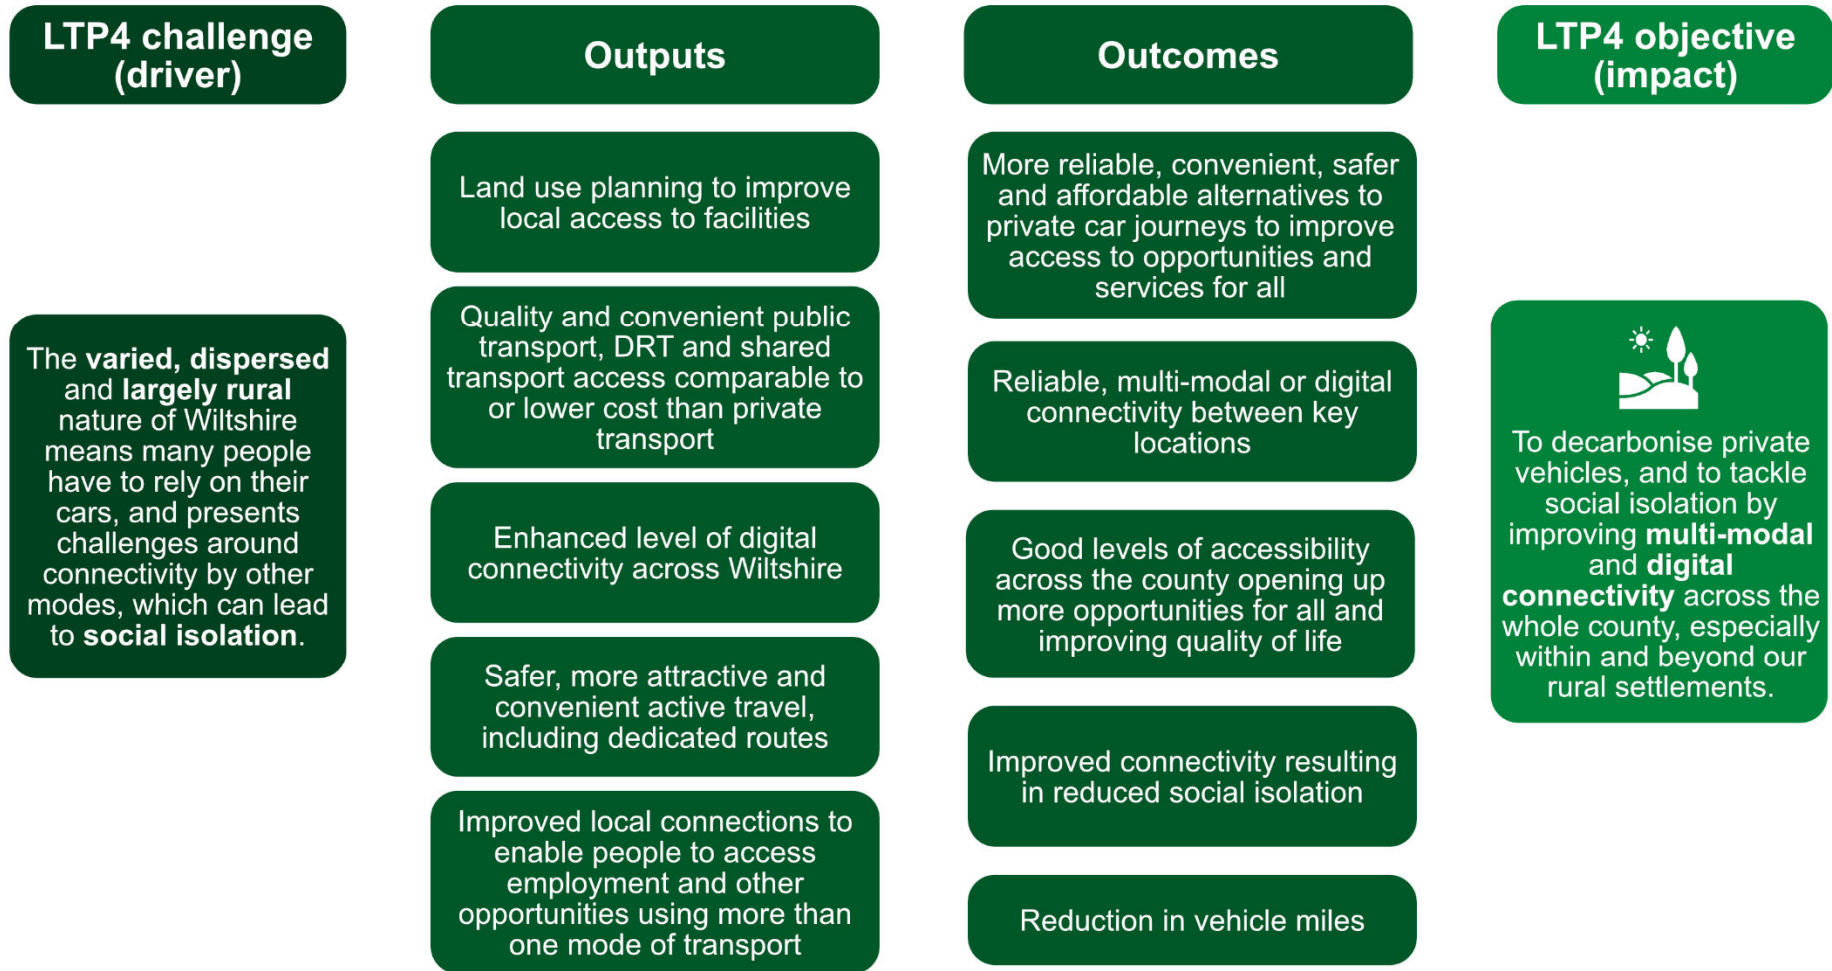 LTP4 challenge
(driver)
Outputs
Outcomes
LTP4 objective
(impact)
The varied, dispersed
and largely rural
nature of Wiltshire
means many people
have to rely on their
cars, and presents
challenges around
connectivity by other
modes, which can lead
to social isolation.
Land use planning to improve
local access to facilities
Quality and convenient public
transport, DRT and shared
transport access comparable to
or lower cost than private
transport
Enhanced level of digital
connectivity across Wiltshire
Safer, more attractive and
convenient active travel,
including dedicated routes
Improved local connections to
enable people to access
employment and other
opportunities using more than
one mode of transport
More reliable, convenient, safer
and affordable alternatives to
private car journeys to improve
access to opportunities and
services for all
Reliable, multi-modal or digital
connectivity between key
locations
Good levels of accessibility
across the county opening up
more opportunities for all and
improving quality of life
Improved connectivity resulting
in reduced social isolation
Reduction in vehicle miles
To decarbonise private
vehicles, and to tackle
social isolation by
improving multi-modal
and digital
connectivity across the
whole county, especially
within and beyond our
rural settlements.